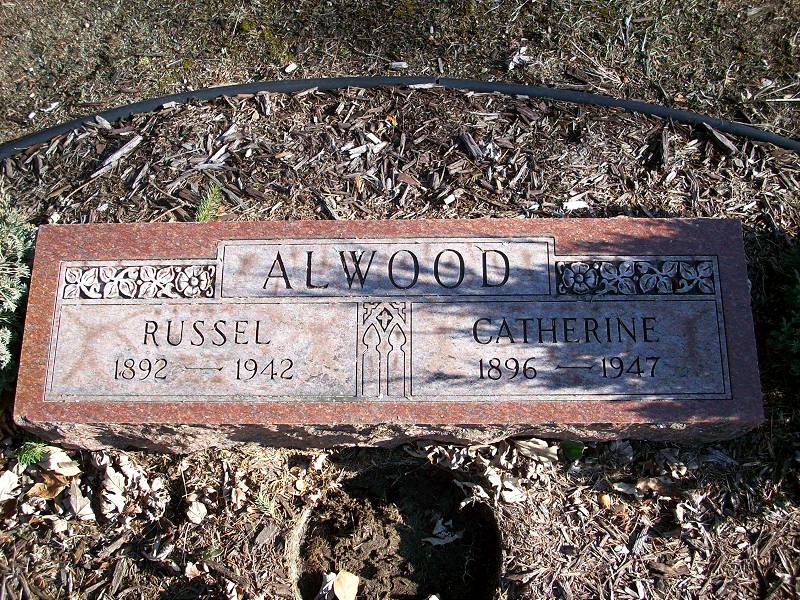 ALWOOD
RUSSEL
1892 — 1942
CATHERINE
1896 — 1947